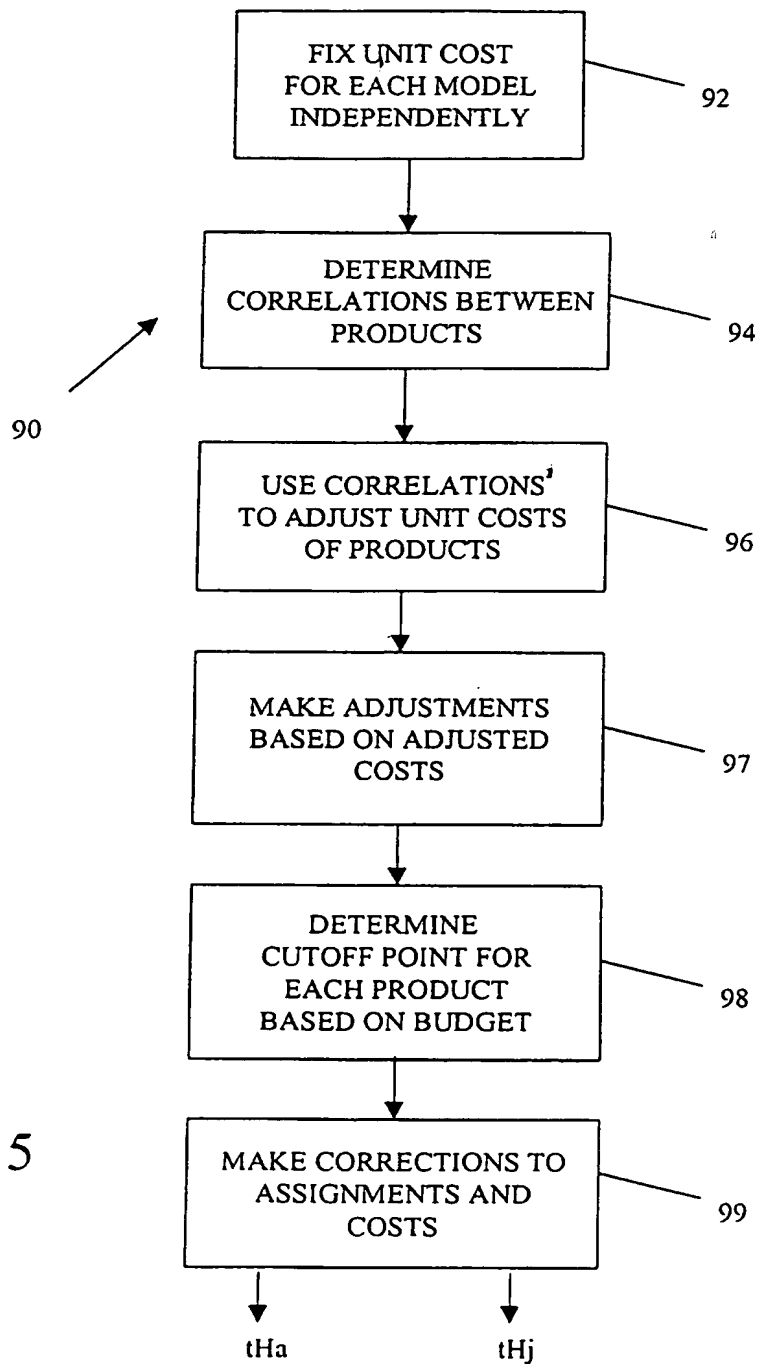 FIX UNIT COST
FOR EACH MODEL
INDEPENDENTLY
92
DETERMINE
CORRELATIONS BETWEEN
PRODUCTS
94
90
USE CORRELATIONS
TO ADJUST UNIT COSTS
OF PRODUCTS
96
MAKE ADJUSTMENTS
BASED ON ADJUSTED
COSTS
97
DETERMINE
CUTOFF POINT FOR
EACH PRODUCT
BASED ON BUDGET
98
5
MAKE CORRECTIONS TO
ASSIGNMENTS AND
COSTS
99
tHa
tHj